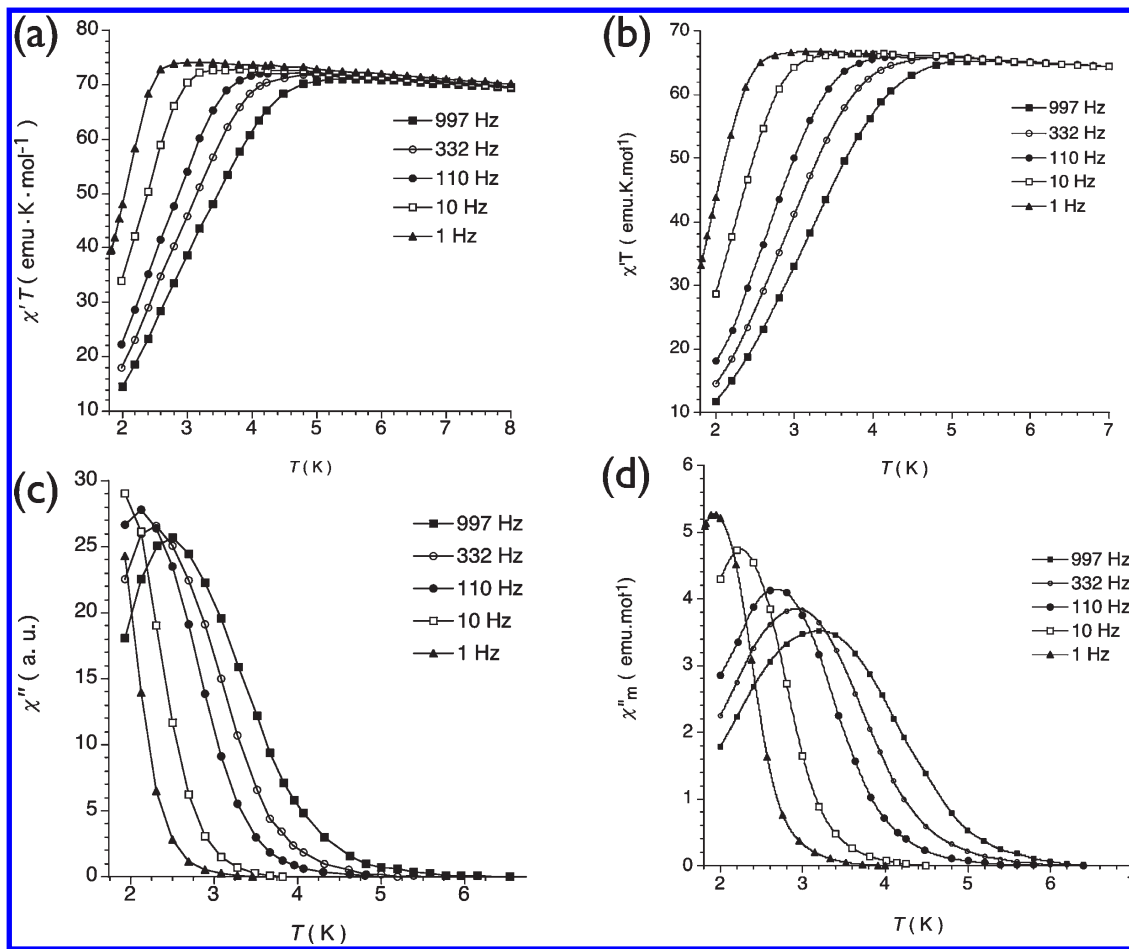 (a)
80
70
60
50
40
30
20
10
χ′ T ( emu · K · mol-1)
997 Hz
332 Hz
110 Hz
10 Hz
1 Hz
2 3 4 5 6 7 8
T (K)
(b)
70
60
50
40
30
20
10
χ'T ( emu.K.mol1)
997 Hz
332 Hz
110 Hz
10 Hz
1 Hz
2 3 4 5 6 7
T (K)
(c)
30
25
20
15
10
5
0
χ″ ( a. u.)
997 Hz
332 Hz
110 Hz
10 Hz
1 Hz
2 3 4 5 6
T (K)
(d)
6
5
4
3
2
1
0
χ"m ( emu.mol1)
997 Hz
332 Hz
110 Hz
10 Hz
1 Hz
2 3 4 5 6 7
T (K)